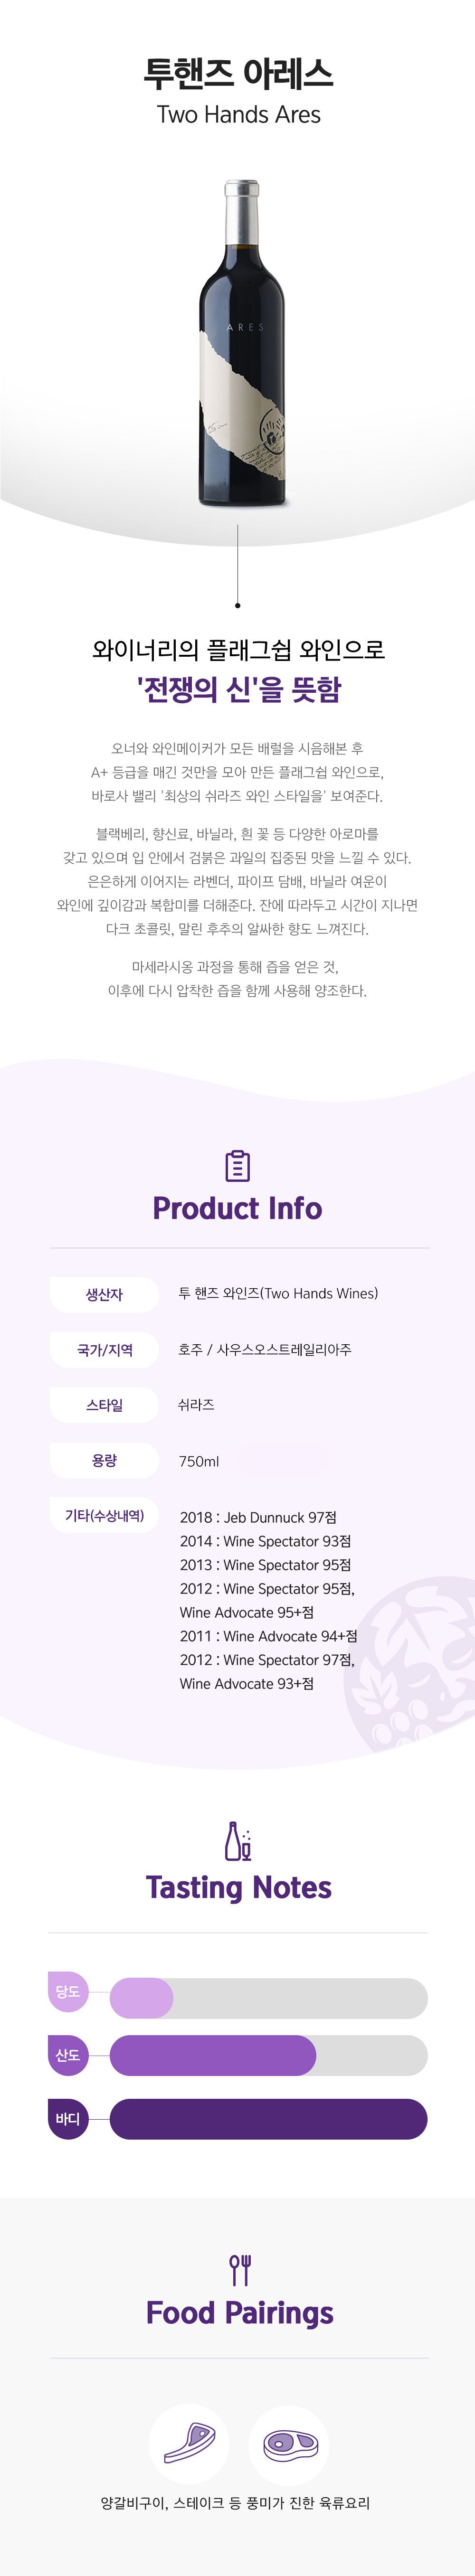 투핸즈 아레스
Two Hands Ares
ARES
와이너리의 플래그쉽 와인으로
'전쟁의 신'을 뜻함
오너와 와인메이커가 모든 배럴을 시음해본 후
A+ 등급을 매긴 것만을 모아 만든 플래그쉽 와인으로,
바로사 밸리 '최상의 쉬라즈 와인 스타일을' 보여준다.
블랙베리, 향신료, 바닐라, 흰 꽃 등 다양한 아로마를
갖고 있으며 입 안에서 검붉은 과일의 집중된 맛을 느낄 수 있다.
은은하게 이어지는 라벤더, 파이프 담배, 바닐라 여운이
와인에 깊이감과 복합미를 더해준다. 잔에 따라두고 시간이 지나면
다크 초콜릿, 말린 후추의 알싸한 향도 느껴진다.
마세라시옹 과정을 통해 즙을 얻은 것,
이후에 다시 압착한 즙을 함께 사용해 양조한다.
Product Info
생산자 투 핸즈 와인즈(Two Hands Wines)
국가/지역 호주 / 사우스오스트레일리아주
스타일 쉬라즈
용량 750ml
기타(수상내역) 2018 : Jeb Dunnuck 97점
2014 : Wine Spectator 93점
2013 : Wine Spectator 95점
2012 : Wine Spectator 95점,
Wine Advocate 95+점
2011 : Wine Advocate 94+점
2012 : Wine Spectator 97점,
Wine Advocate 93+점
Tasting Notes
당도
산도
바디
Food Pairings
양갈비구이, 스테이크 등 풍미가 진한 육류요리